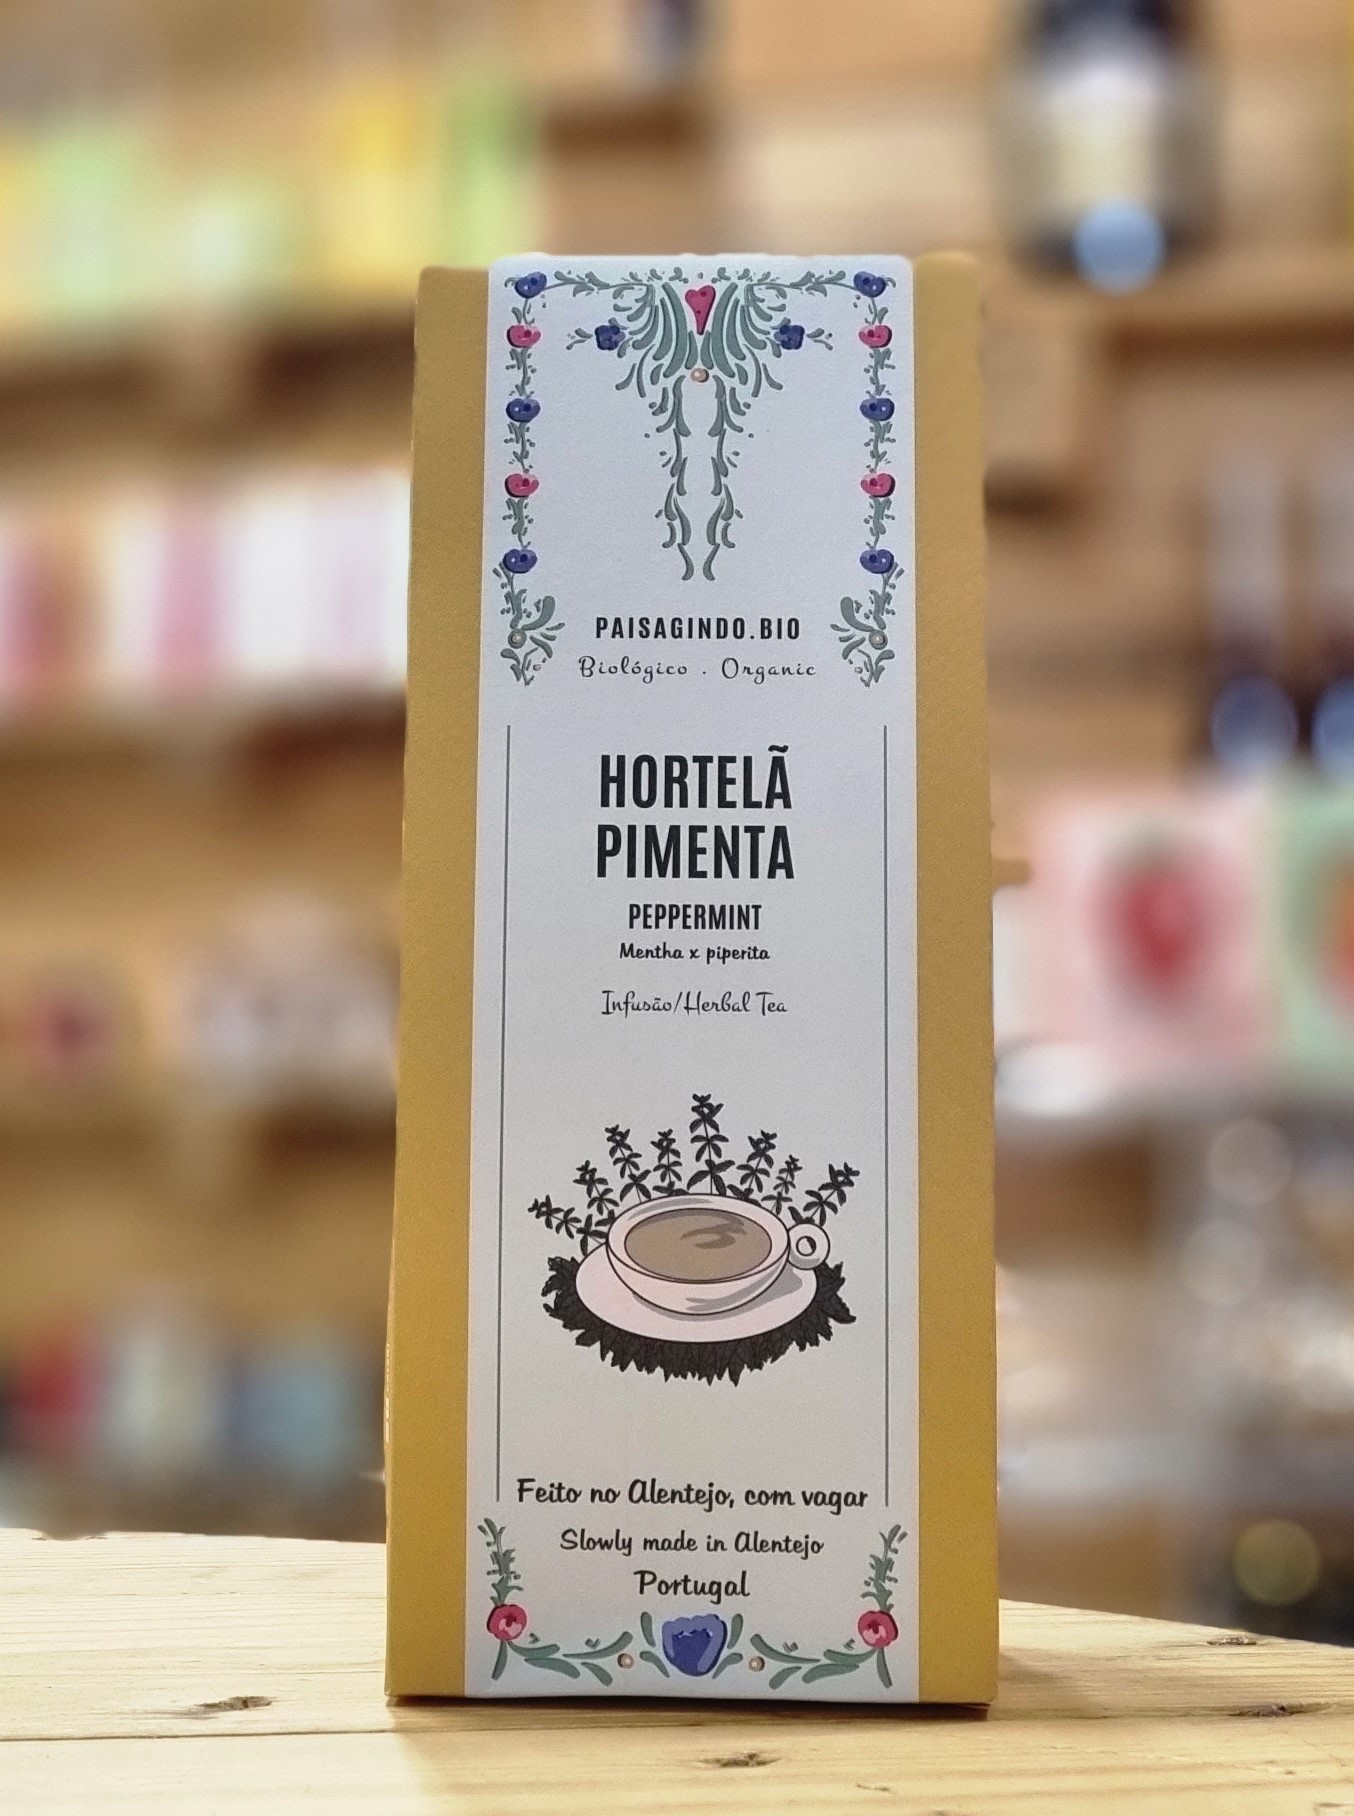 PAISAGINDO.BIO
Biológico . Organic
HORTELÃ
PIMENTA
PEPPERMINT
Mentha x piperita
Infusão/Herbal Tea
Feito no Alentejo, com vagar
Slowly made in Alentejo
Portugal